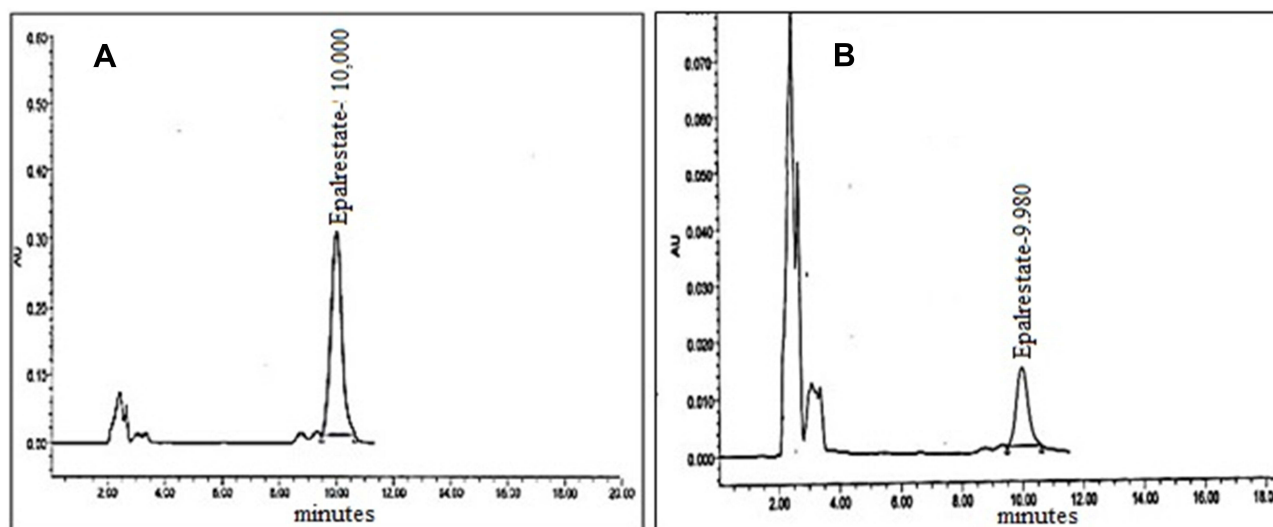 A
0.60
0.50
0.40
0.30
0.20
0.10
0.00
AU
Epalrestate- 10,000
2.00 4.00 6.00 8.00 10.00 12.00 14.00 16.00 18.00 20.00
minutes
B
0.070
0.060
0.050
0.040
0.030
0.020
0.010
0.000
AU
Epalrestate-9.980
2.00 4.00 6.00 8.00 10.00 12.00 14.00 16.00 18.00
minutes